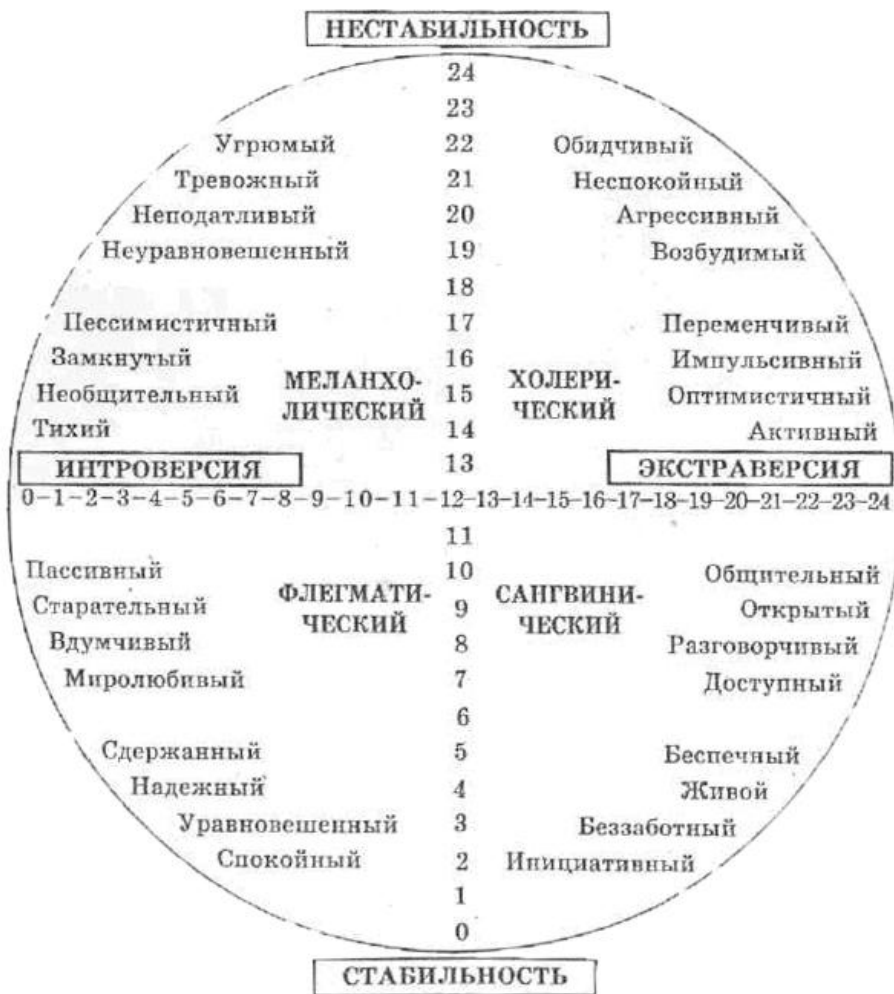 НЕСТАБИЛЬНОСТЬ
24
23
Угрюмый 22 Обидчивый
Тревожный 21 Неспокойный
Неподатливый 20 Агрессивный
Неуравновешенный 19 Возбудимый
18
Пессимистичный 17 Переменчивый
Замкнутый 16 Импульсивный
МЕЛАНХО- ХОЛЕРИ-
Необщительный 15 Оптимистичный
ЛИЧЕСКИЙ ЧЕСКИЙ
Тихий 14 Активный
ИНТРОВЕРСИЯ 13 ЭКСТРАВЕРСИЯ
0-1-2-3-4-5-6-7-8-9-10-11-12-13-14-15-16-17-18-19-20-21-22-23-24
11
Пассивный 10 Общительный
ФЛЕГМАТИ- САНГВИНИ-
Старательный 9 Открытый
ЧЕСКИЙ ЧЕСКИЙ
Вдумчивый 8 Разговорчивый
Миролюбивый 7 Доступный
6
Сдержанный 5 Беспечный
Надежный 4 Живой
Уравновешенный 3 Беззаботный
Спокойный 2 Инициативный
1
0
СТАБИЛЬНОСТЬ